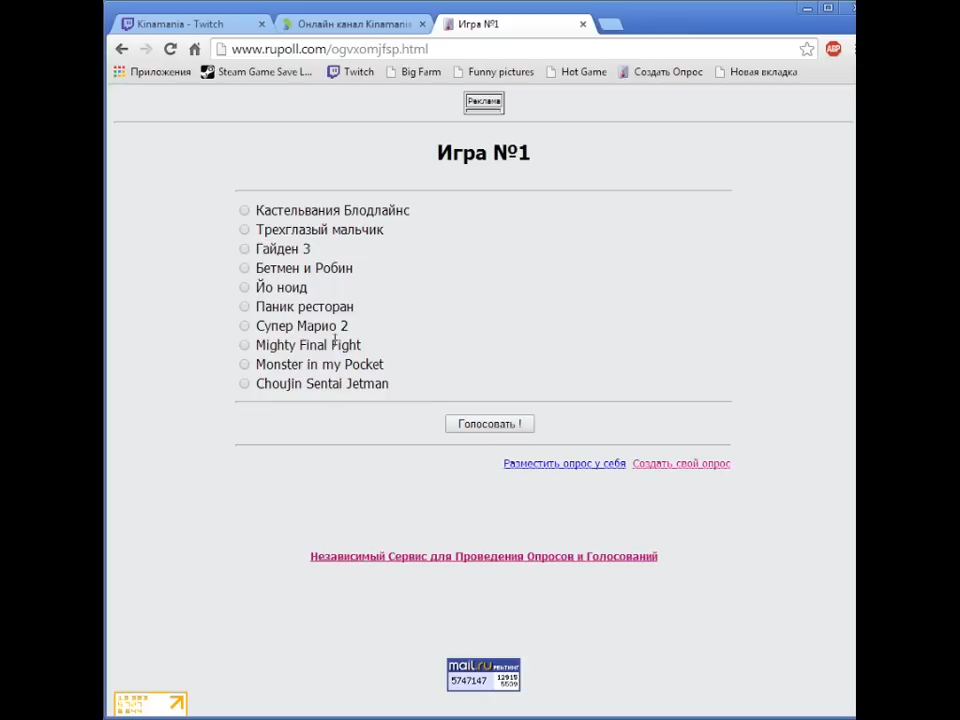 Kinamania - Twitch
Онлайн канал Kinamania
Игра №1
www.rupoll.com/ogvxomjfsp.html
ABP
Приложения
Steam Game Save L...
Twitch
Big Farm
Funny pictures
Hot Game
Создать Опрос
Новая вкладка
Реклама
Игра №1
Кастельвания Блодлайнс
Трехглазый мальчик
Гайден 3
Бетмен и Робин
Йо ноид
Паник ресторан
Супер Марио 2
Mighty Final Fight
Monster in my Pocket
Choujin Sentai Jetman
Голосовать !
Разместить опрос у себя Создать свой опрос
Независимый Сервис для Проведения Опросов и Голосований
mail.ru РЕЙТИНГ
5747147
12915
5539